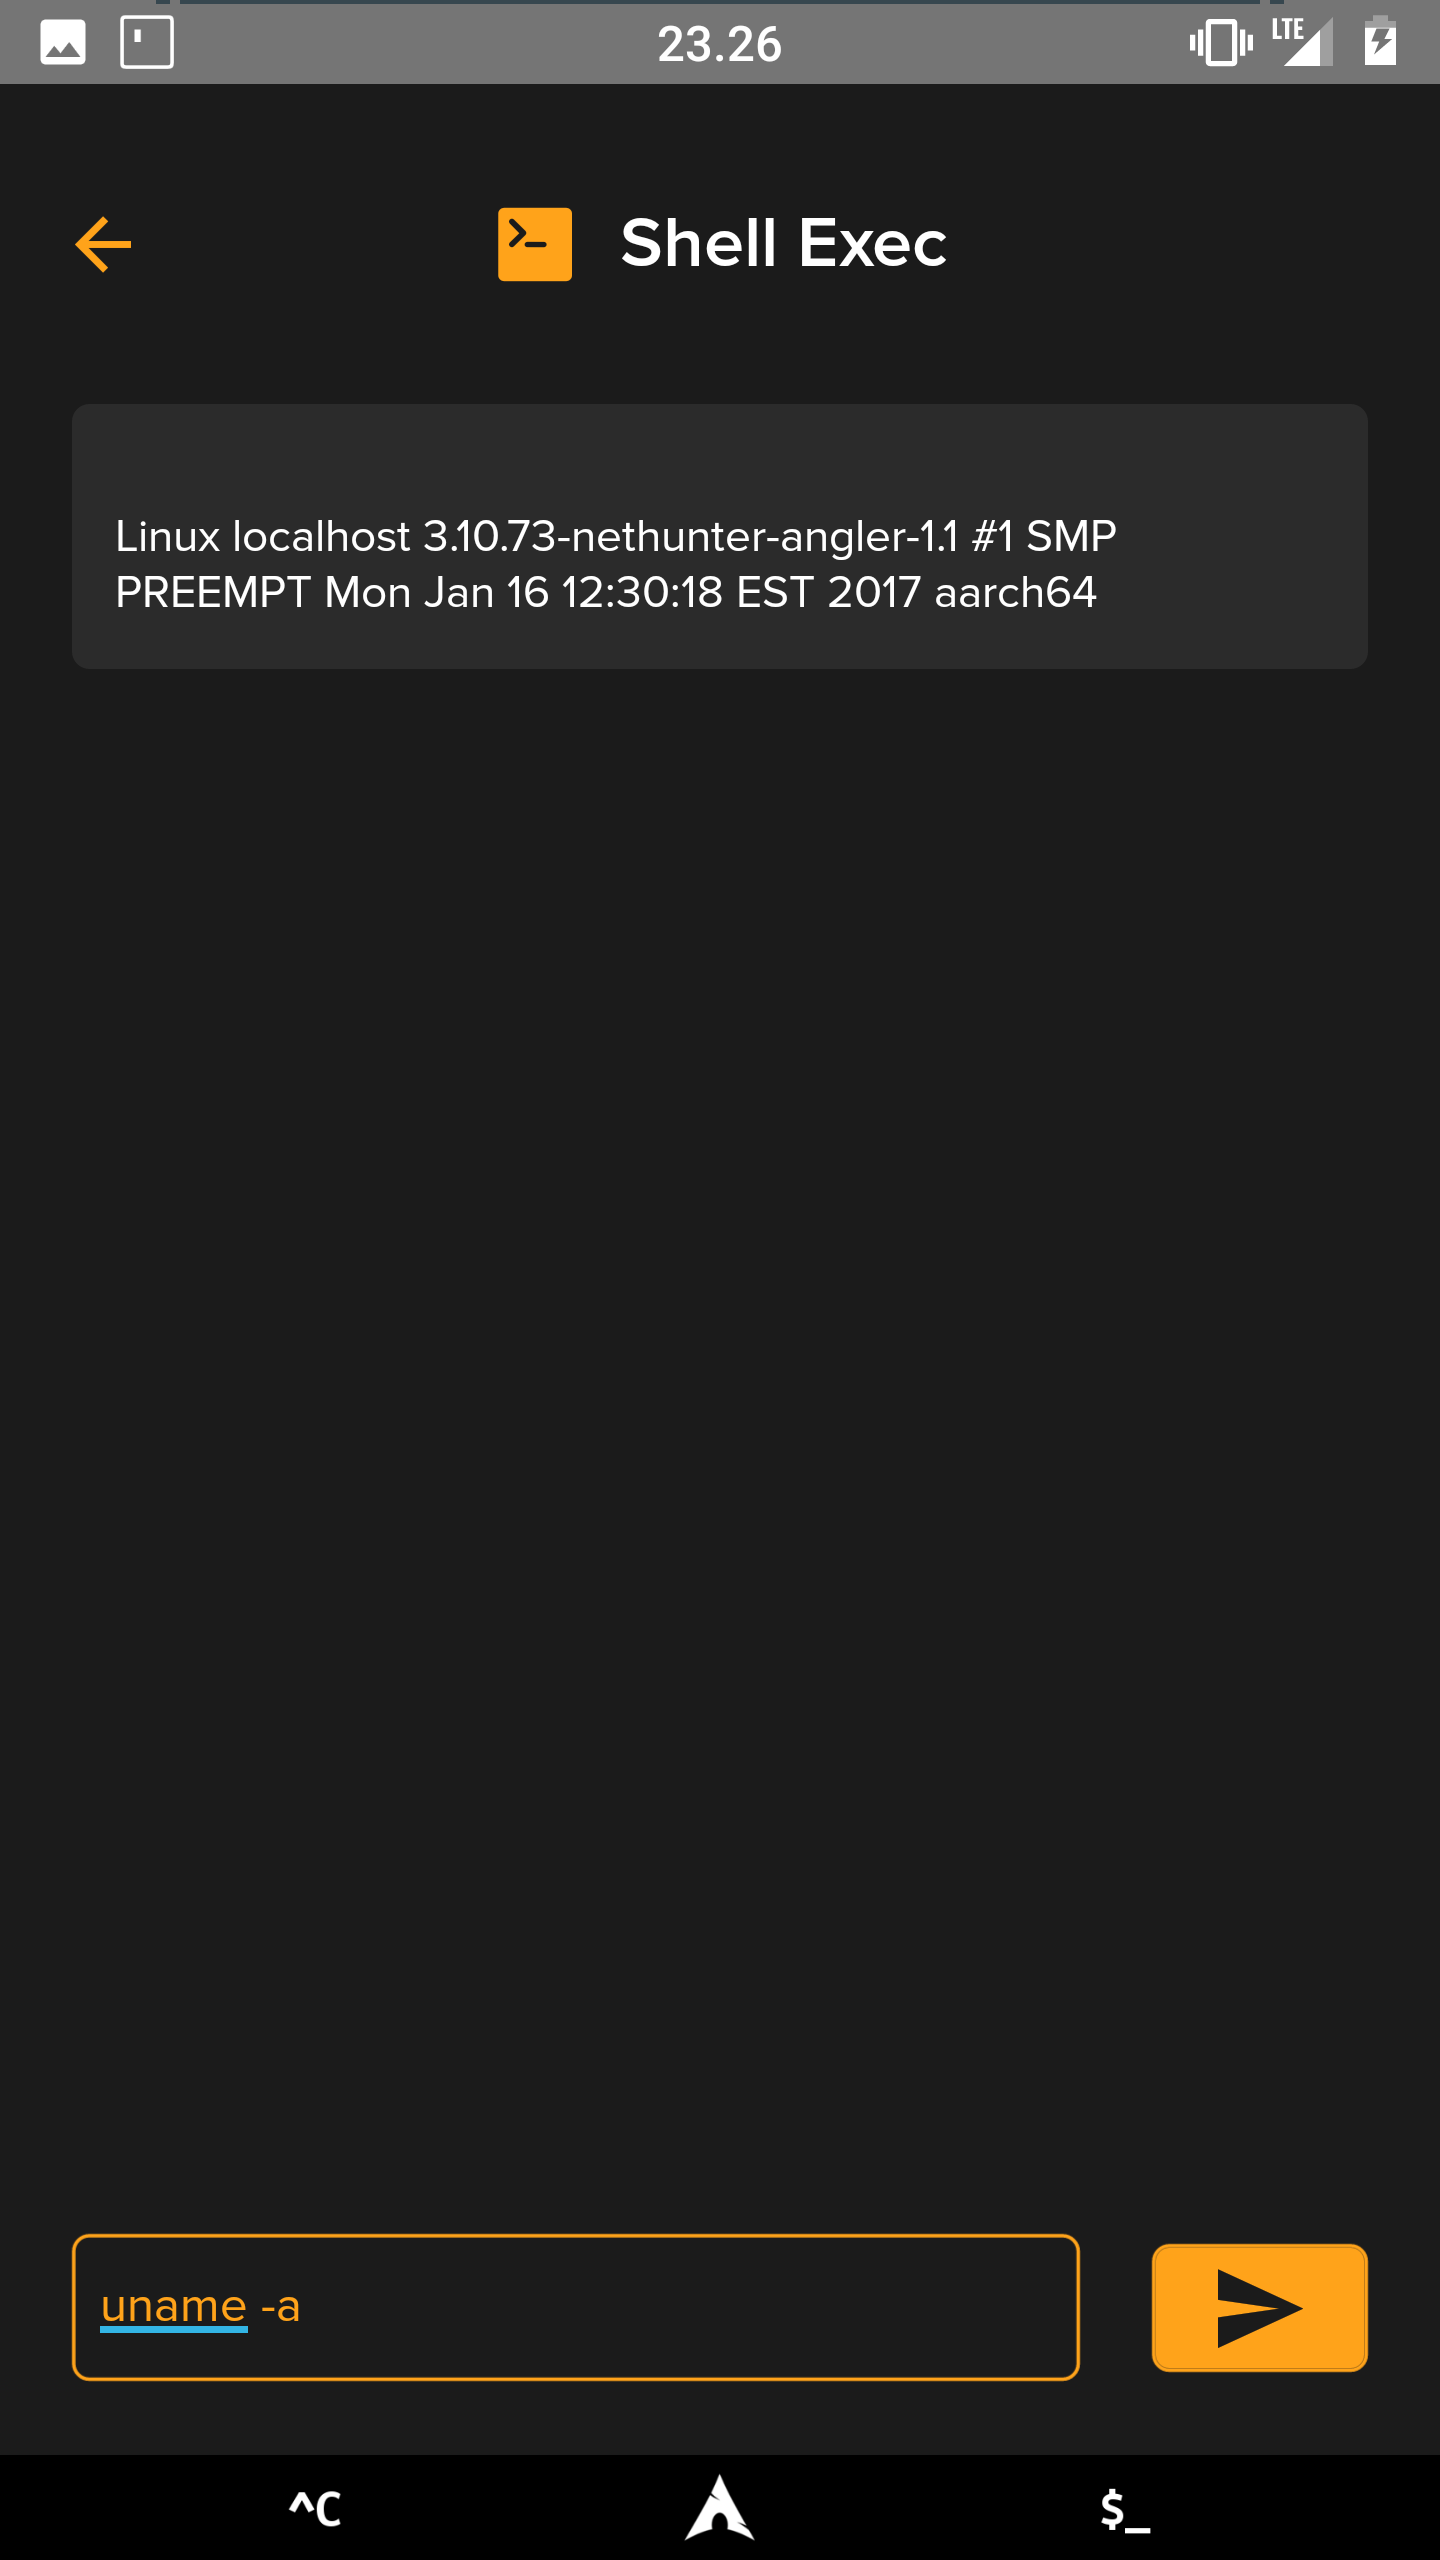 23.26
LTE
Shell Exec
Linux localhost 3.10.73-nethunter-angler-1.1 #1 SMP
PREEMPT Mon Jan 16 12:30:18 EST 2017 aarch64
uname -a
^C
$_